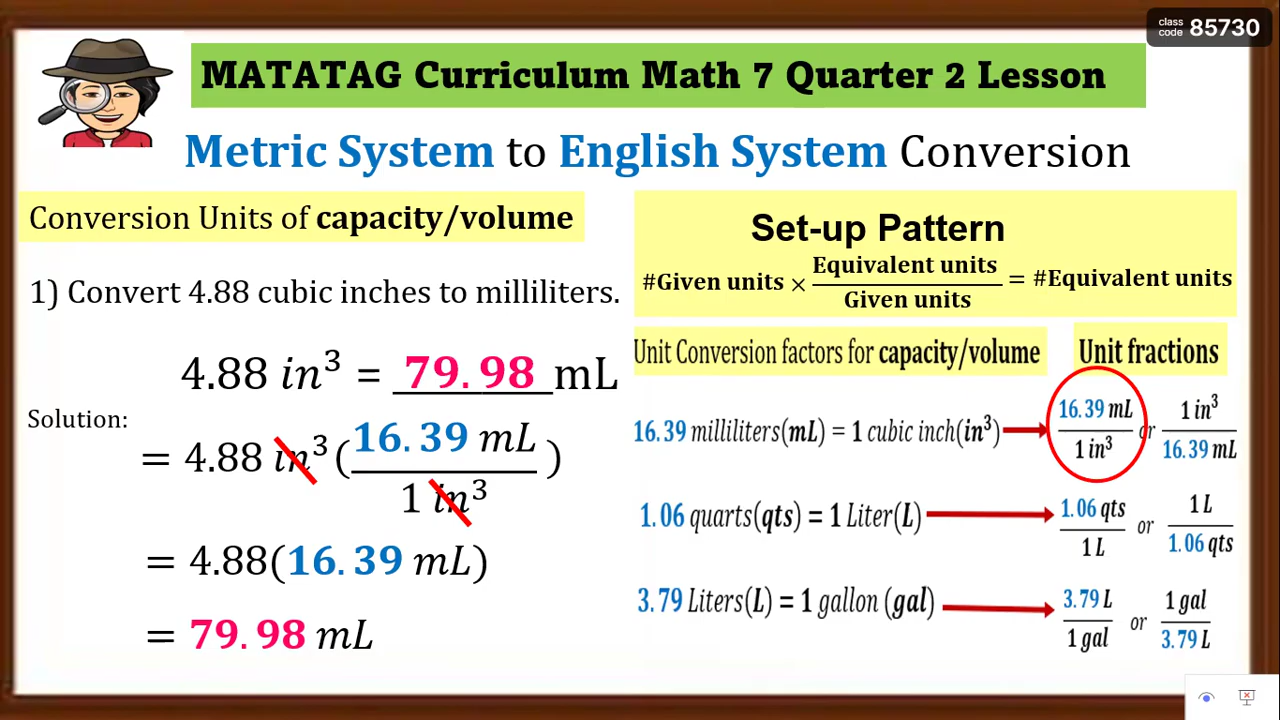 class code 85730
MATATAG Curriculum Math 7 Quarter 2 Lesson
Metric System to English System Conversion
Conversion Units of capacity/volume
1) Convert 4.88 cubic inches to milliliters.
4.88 in³ = 79.98 mL
Solution:
= 4.88 in³ (16.39 mL / 1 in³)
= 4.88(16.39 mL)
= 79.98 mL
Set-up Pattern
#Given units × Equivalent units / Given units = #Equivalent units
Unit Conversion factors for capacity/volume
Unit fractions
16.39 milliliters(mL) = 1 cubic inch(in³)
16.39 mL / 1 in³ or 1 in³ / 16.39 mL
1.06 quarts(qts) = 1 Liter(L)
1.06 qts / 1 L or 1 L / 1.06 qts
3.79 Liters(L) = 1 gallon (gal)
3.79 L / 1 gal or 1 gal / 3.79 L